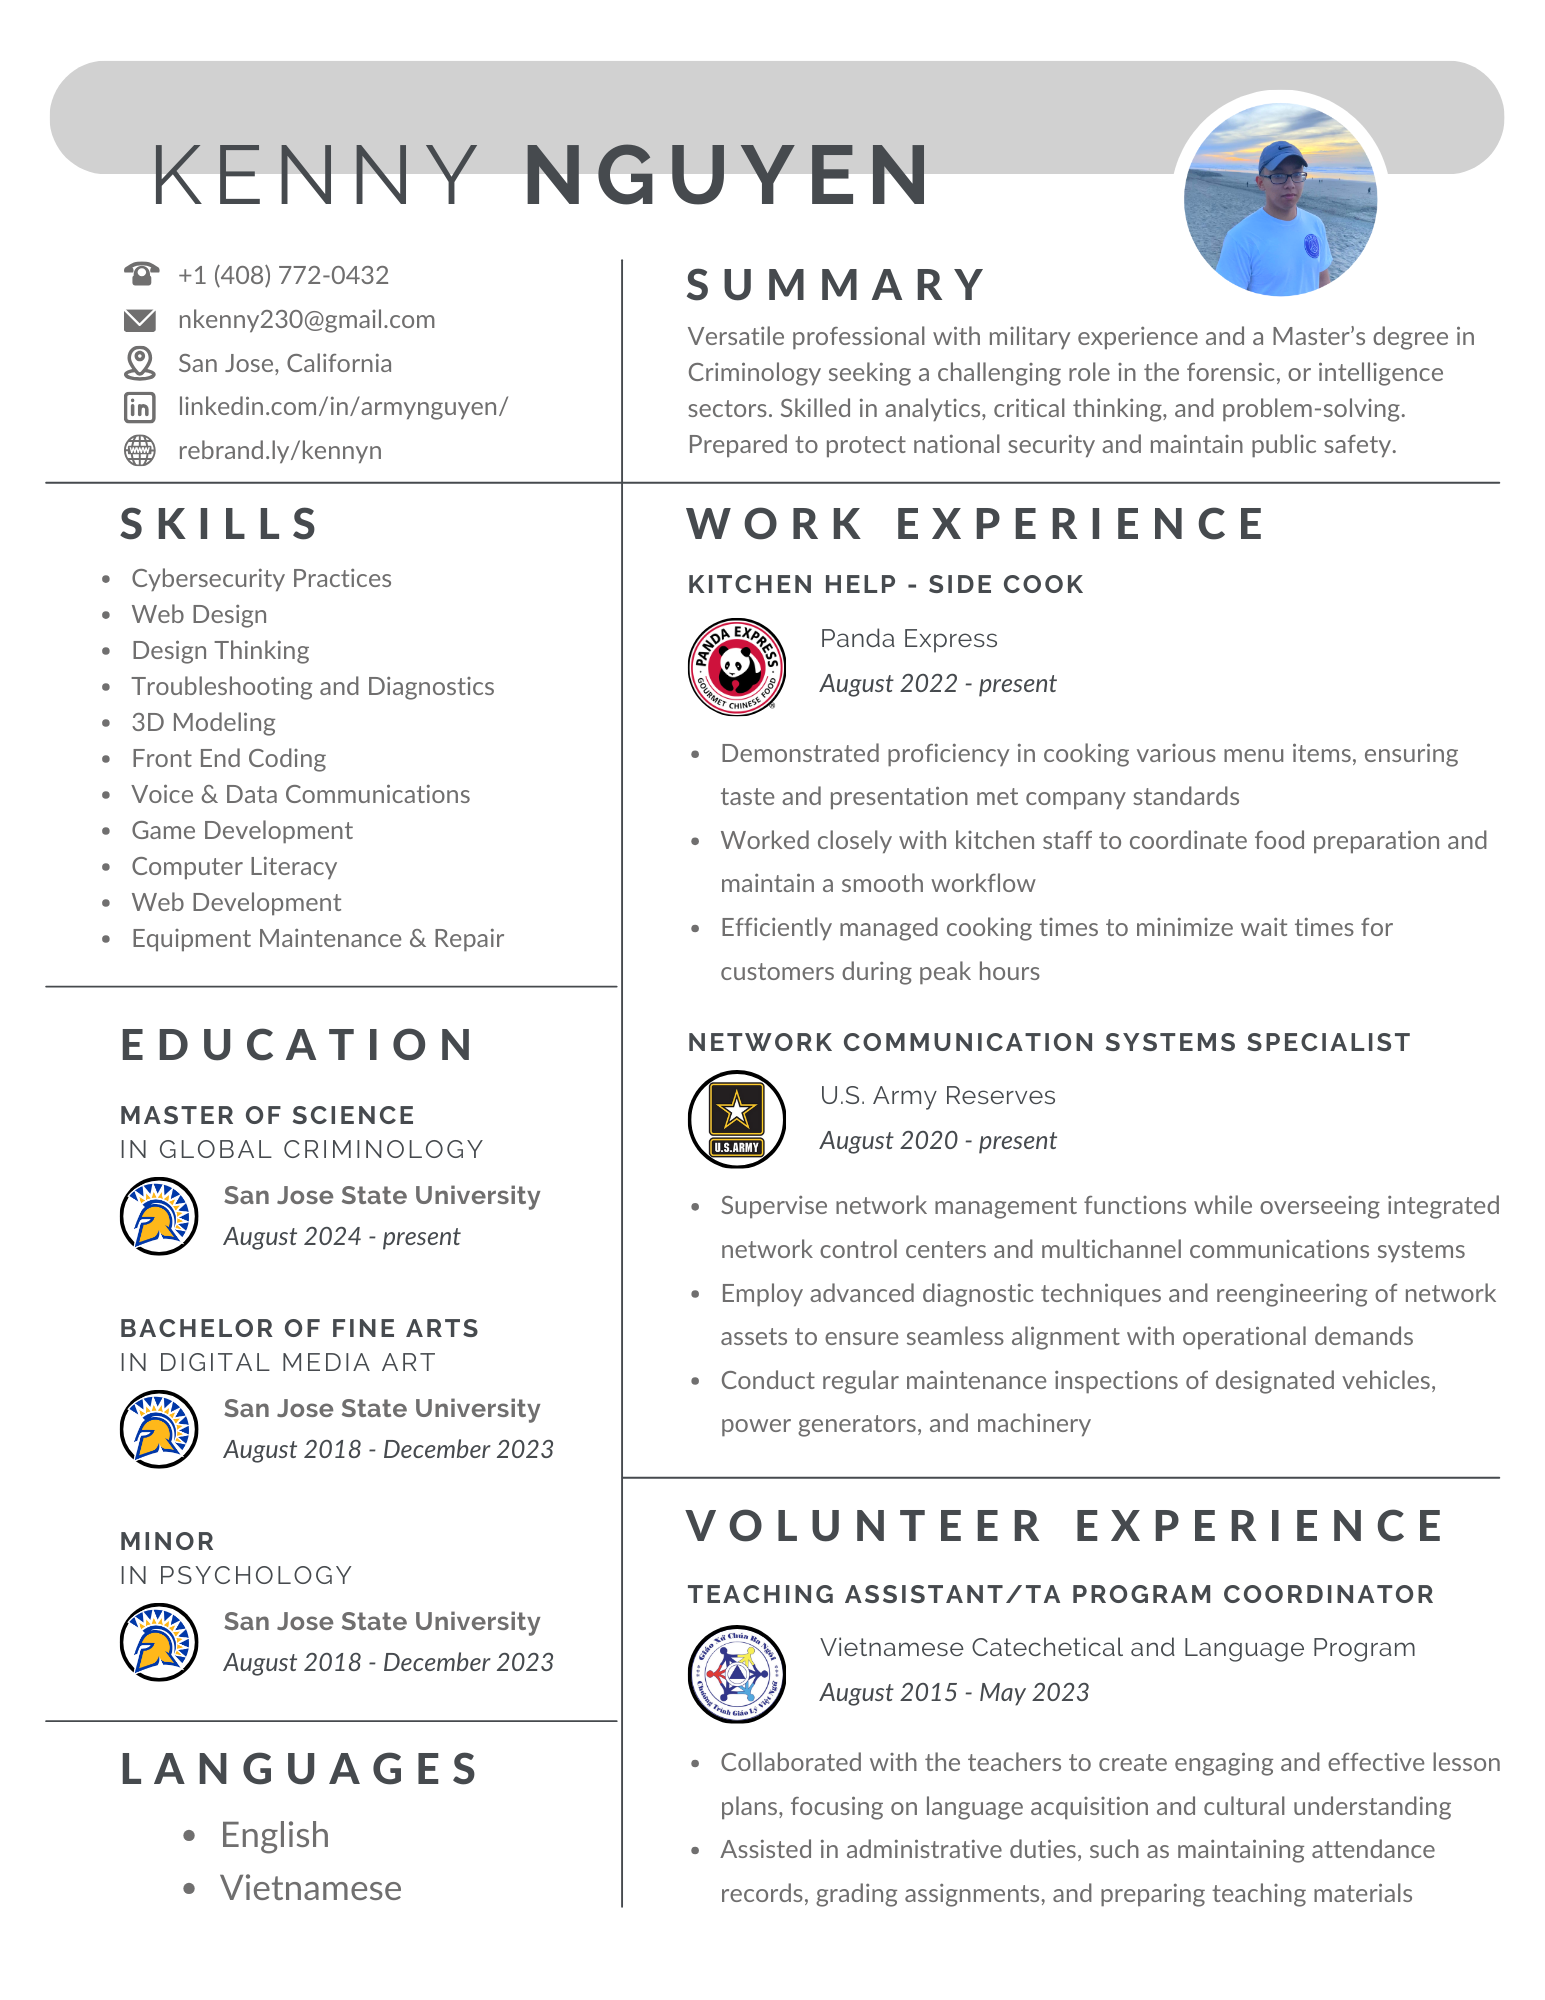 KENNY NGUYEN
+1 (408) 772-0432
nkenny230@gmail.com
San Jose, California
linkedin.com/in/armynguyen/
rebrand.ly/kennyn
SUMMARY
Versatile professional with military experience and a Master's degree in
Criminology seeking a challenging role in the forensic, or intelligence
sectors. Skilled in analytics, critical thinking, and problem-solving.
Prepared to protect national security and maintain public safety.
SKILLS
• Cybersecurity Practices
• Web Design
• Design Thinking
• Troubleshooting and Diagnostics
• 3D Modeling
• Front End Coding
• Voice & Data Communications
• Game Development
• Computer Literacy
• Web Development
• Equipment Maintenance & Repair
EDUCATION
MASTER OF SCIENCE
IN GLOBAL CRIMINOLOGY
San Jose State University
August 2024 - present
BACHELOR OF FINE ARTS
IN DIGITAL MEDIA ART
San Jose State University
August 2018 - December 2023
MINOR
IN PSYCHOLOGY
San Jose State University
August 2018 - December 2023
LANGUAGES
• English
• Vietnamese
WORK EXPERIENCE
KITCHEN HELP - SIDE COOK
PANDA EXPRESS
GOURMET CHINESE FOOD
®
Panda Express
August 2022 - present
• Demonstrated proficiency in cooking various menu items, ensuring
taste and presentation met company standards
• Worked closely with kitchen staff to coordinate food preparation and
maintain a smooth workflow
• Efficiently managed cooking times to minimize wait times for
customers during peak hours
NETWORK COMMUNICATION SYSTEMS SPECIALIST
U.S.ARMY
U.S. Army Reserves
August 2020 - present
• Supervise network management functions while overseeing integrated
network control centers and multichannel communications systems
• Employ advanced diagnostic techniques and reengineering of network
assets to ensure seamless alignment with operational demands
• Conduct regular maintenance inspections of designated vehicles,
power generators, and machinery
VOLUNTEER EXPERIENCE
TEACHING ASSISTANT/TA PROGRAM COORDINATOR
Giáo Xứ Chúa Ba Ngôi
Chương Trình Giáo Lý Việt Ngữ
Vietnamese Catechetical and Language Program
August 2015 - May 2023
• Collaborated with the teachers to create engaging and effective lesson
plans, focusing on language acquisition and cultural understanding
• Assisted in administrative duties, such as maintaining attendance
records, grading assignments, and preparing teaching materials